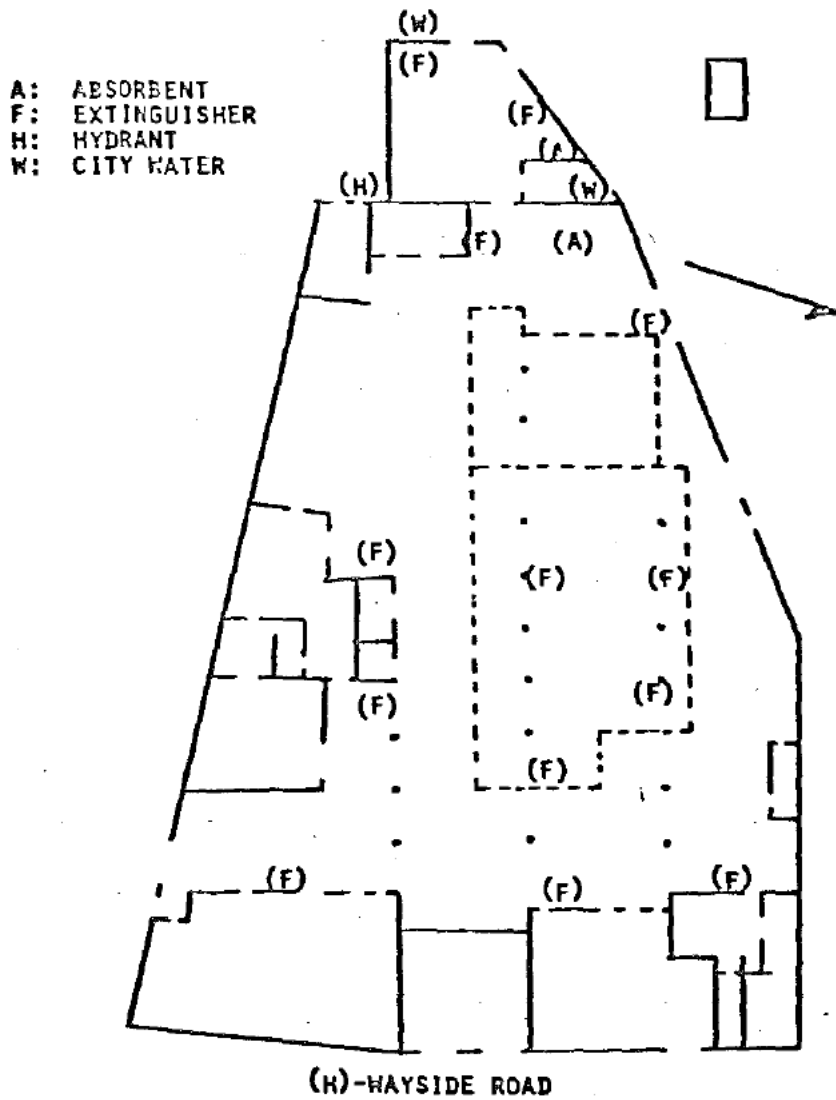 (W)
(F)
A: ABSORBENT
F: EXTINGUISHER
H: HYDRANT
W: CITY WATER
(F)
(A)
(H)
(W)
(F)
(A)
(F)
(F)
(F)
(F)
(F)
(F)
(F)
(F)
(F)
(F)
(H)-WAYSIDE ROAD